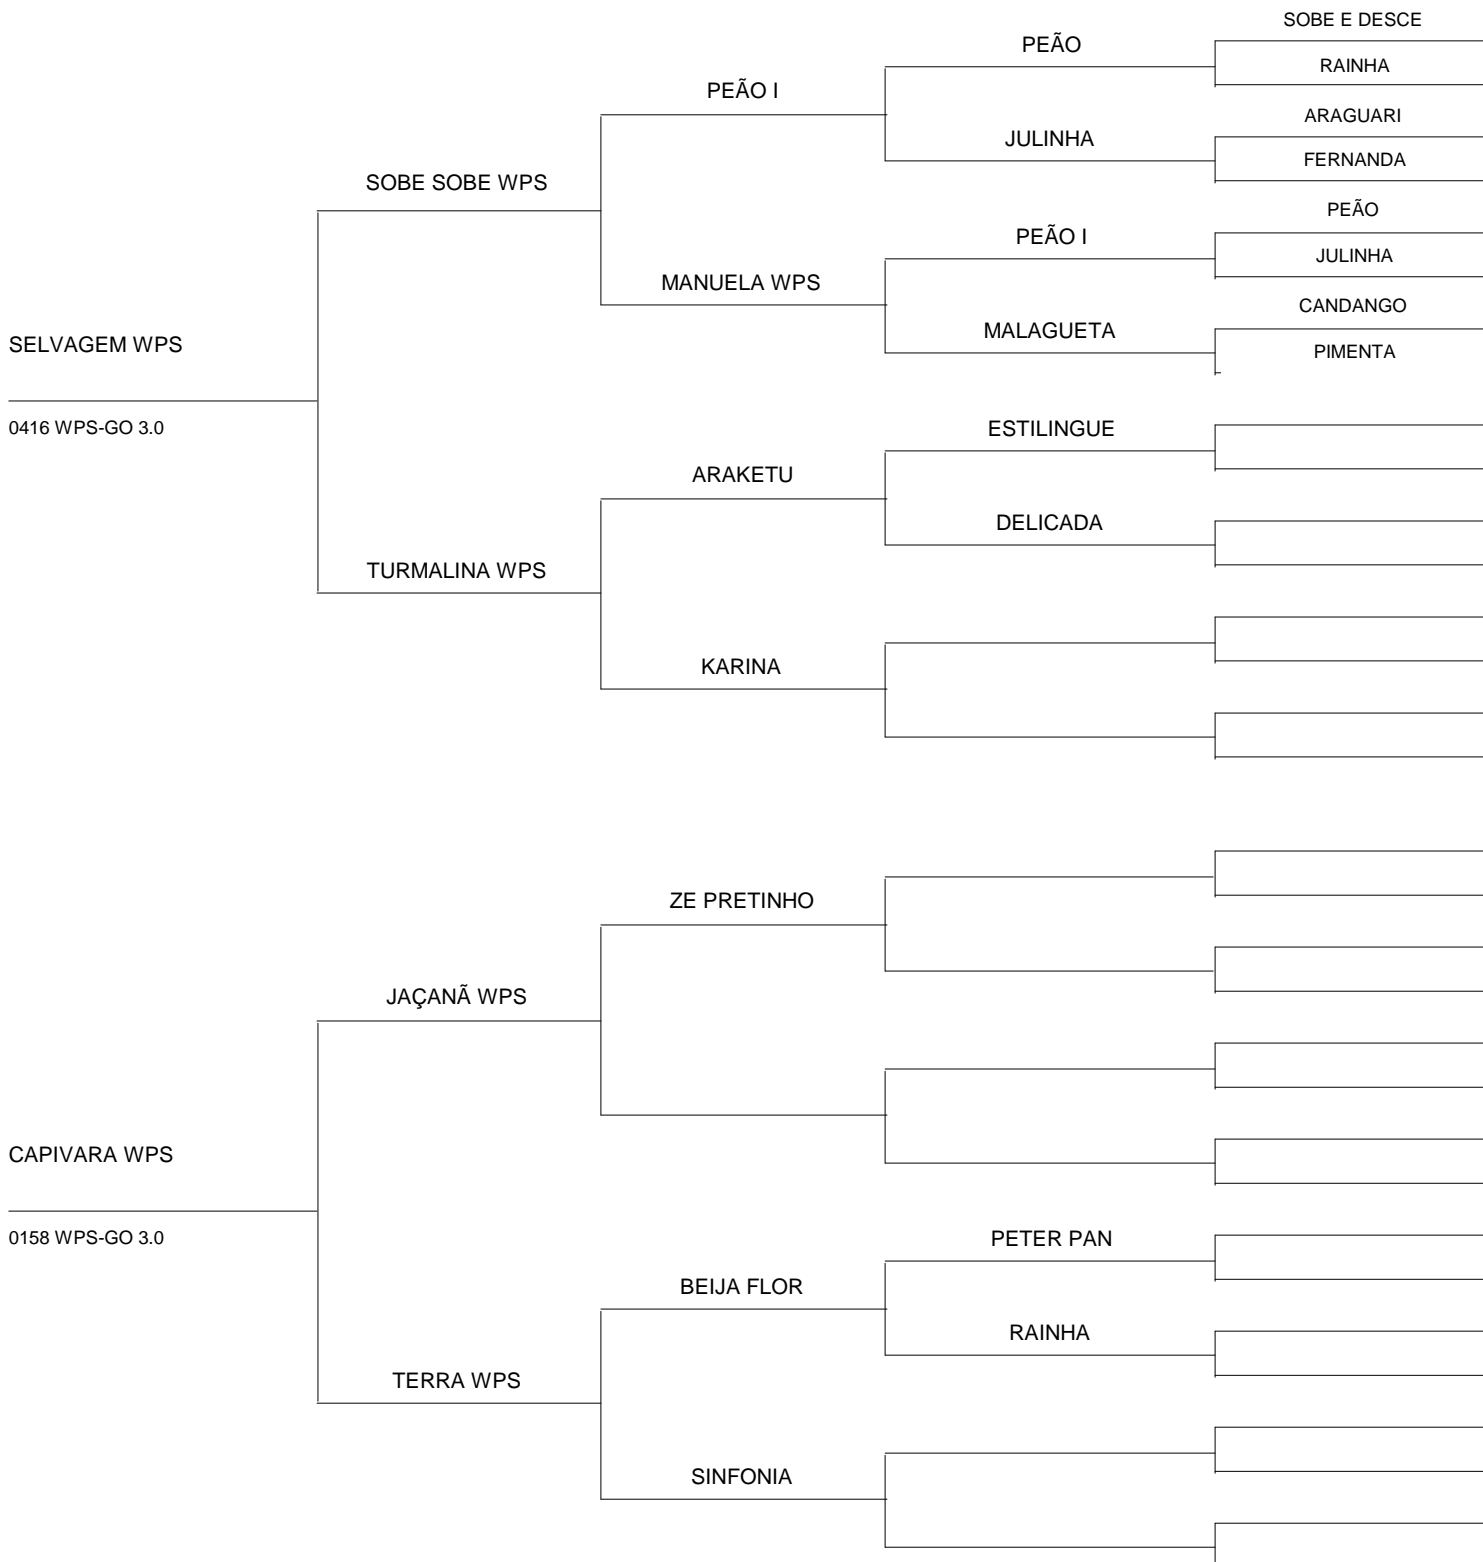 SOBE E DESCE
PEÃO
RAINHA
PEÃO I
ARAGUARI
JULINHA
FERNANDA
SOBE SOBE WPS
PEÃO
PEÃO I
JULINHA
MANUELA WPS
CANDANGO
MALAGUETA
SELVAGEM WPS
PIMENTA
0416 WPS-GO 3.0
ESTILINGUE
ARAKETU
DELICADA
TURMALINA WPS
KARINA
ZE PRETINHO
JAÇANÃ WPS
CAPIVARA WPS
0158 WPS-GO 3.0
PETER PAN
BEIJA FLOR
RAINHA
TERRA WPS
SINFONIA